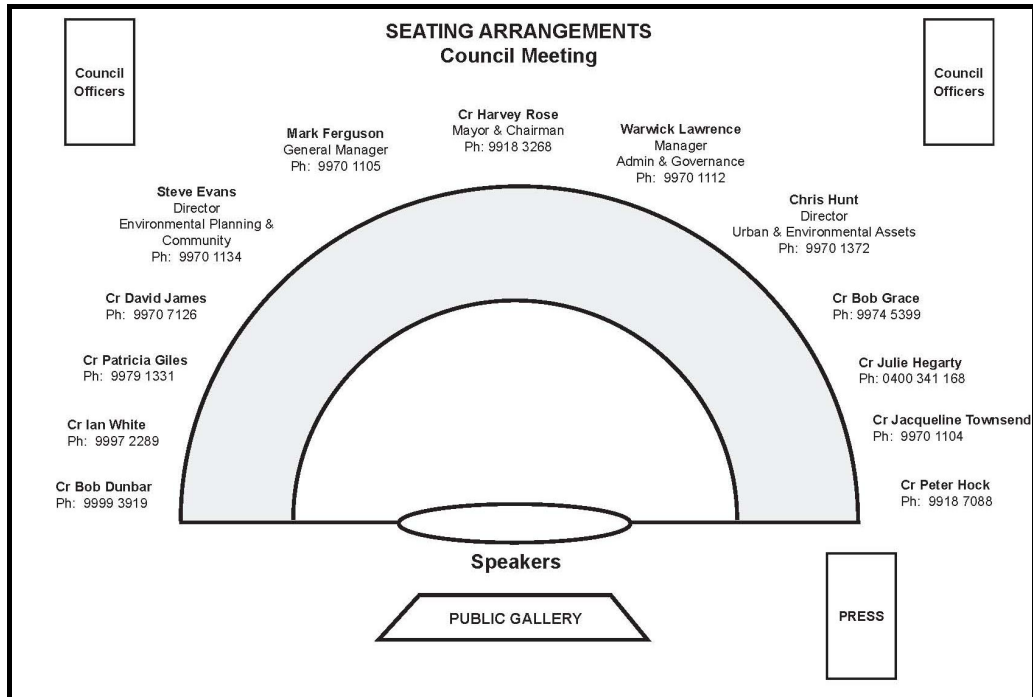 SEATING ARRANGEMENTS
Council Meeting
Council
Officers
Council
Officers
Cr Harvey Rose
Mayor & Chairman
Ph: 9918 3268
Mark Ferguson
General Manager
Ph: 9970 1105
Warwick Lawrence
Manager
Admin & Governance
Ph: 9970 1112
Steve Evans
Director
Environmental Planning &
Community
Ph: 9970 1134
Chris Hunt
Director
Urban & Environmental Assets
Ph: 9970 1372
Cr David James
Ph: 9970 7126
Cr Bob Grace
Ph: 9974 5399
Cr Patricia Giles
Ph: 9979 1331
Cr Julie Hegarty
Ph: 0400 341 168
Cr Ian White
Ph: 9997 2289
Cr Jacqueline Townsend
Ph: 9970 1104
Cr Bob Dunbar
Ph: 9999 3919
Cr Peter Hock
Ph: 9918 7088
Speakers
PUBLIC GALLERY
PRESS